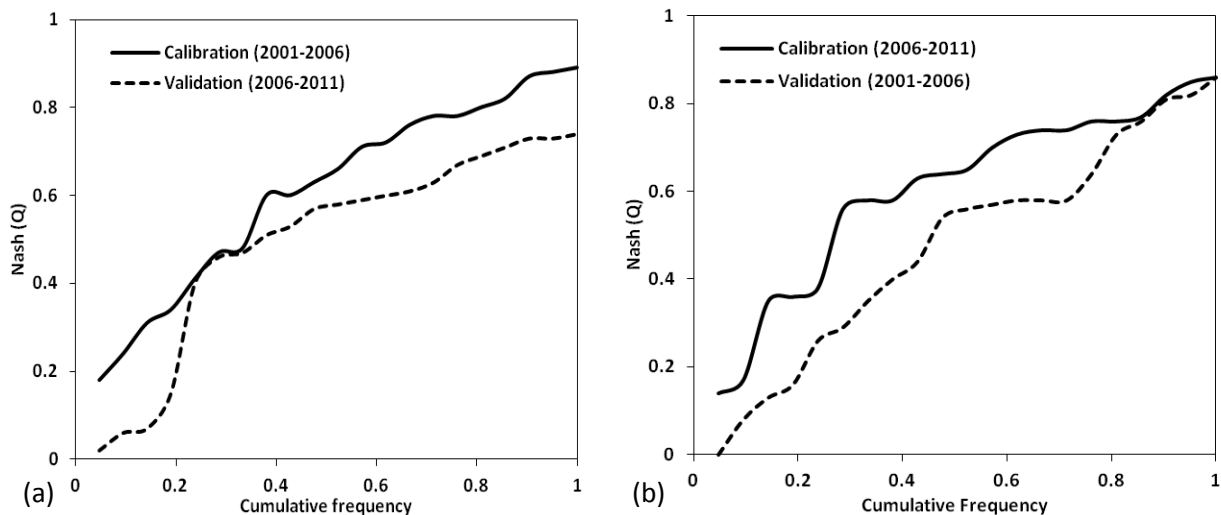 1
Calibration (2001-2006)
Validation (2006-2011)
0.8
0.6
Nash (Q)
0.4
0.2
0
0
0.2
0.4
0.6
0.8
1
(a)
Cumulative frequency
1
Calibration (2006-2011)
Validation (2001-2006)
0.8
0.6
Nash (Q)
0.4
0.2
0
0
0.2
0.4
0.6
0.8
1
(b)
Cumulative Frequency